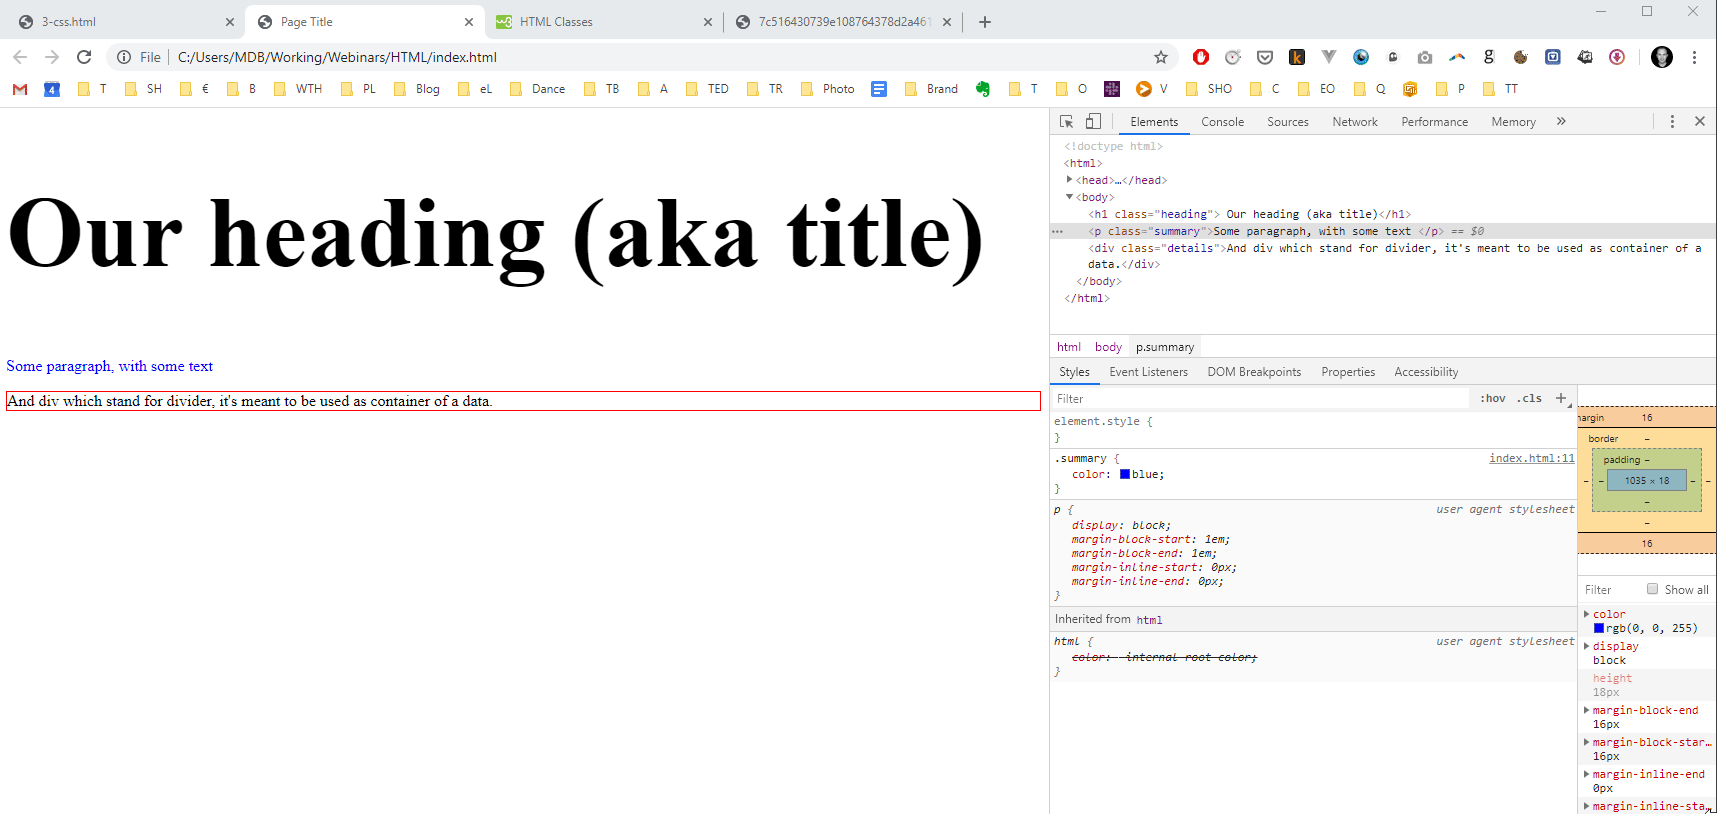 3-css.html
Page Title
HTML Classes
7c516430739e108764378d2a461
File
C:/Users/MDB/Working/Webinars/HTML/index.html
4 T SH € B WTH PL Blog eL Dance TB A TED TR Photo Brand T O V SHO C EO Q P TT
Elements Console Sources Network Performance Memory »
<!doctype html>
<html>
<head>…</head>
<body>
<h1 class="heading"> Our heading (aka title)</h1>
<p class="summary">Some paragraph, with some text </p> == $0
<div class="details">And div which stand for divider, it's meant to be used as container of a
data.</div>
</body>
</html>
html body p.summary
Our heading (aka title)
Some paragraph, with some text
And div which stand for divider, it's meant to be used as container of a data.
Styles Event Listeners DOM Breakpoints Properties Accessibility
Filter :hov .cls +
element.style {
}
.summary { index.html:11
color: blue;
}
p { user agent stylesheet
display: block;
margin-block-start: 1em;
margin-block-end: 1em;
margin-inline-start: 0px;
margin-inline-end: 0px;
}
Inherited from html
html { user agent stylesheet
color: -internal-root-color;
}
argin 16
border –
padding –
– – 1035 × 18 – –
–
–
16
Filter Show all
color
rgb(0, 0, 255)
display
block
height
18px
margin-block-end
16px
margin-block-star…
16px
margin-inline-end
0px
margin-inline-sta…